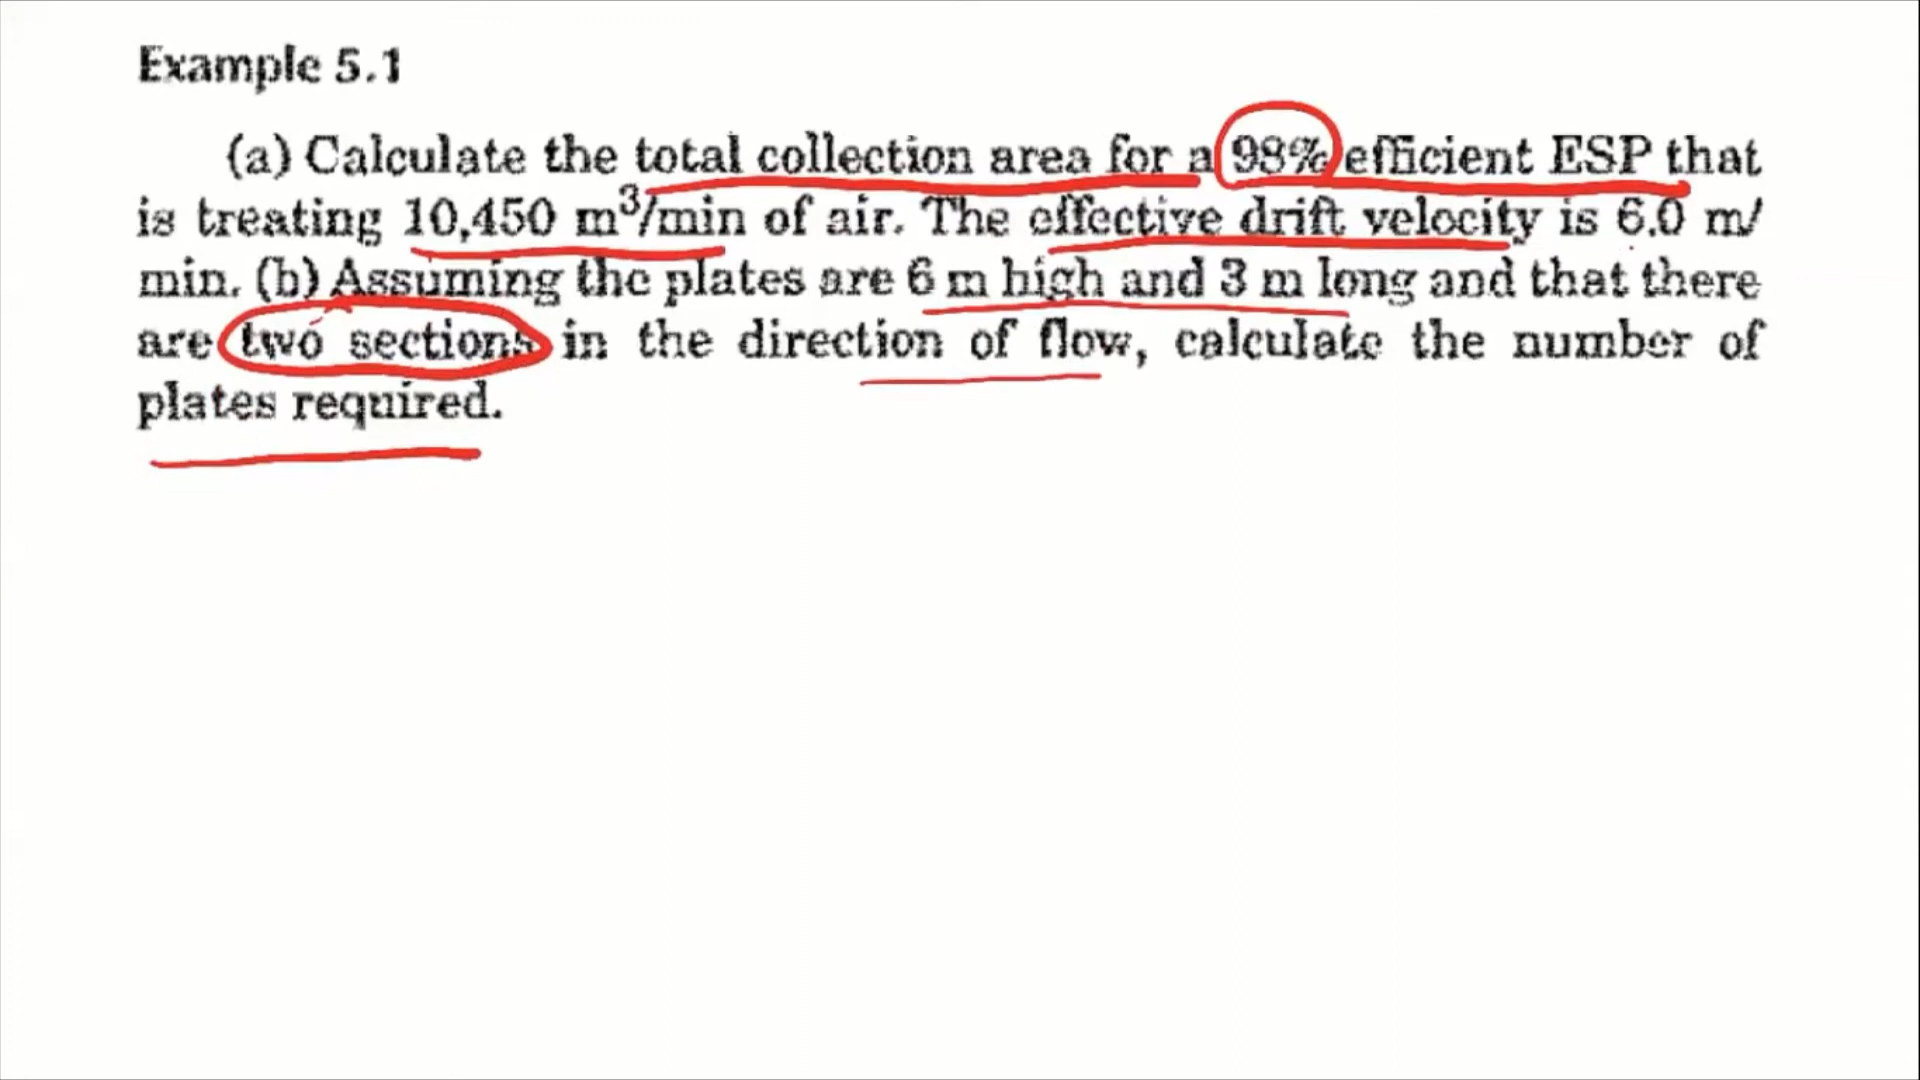 Example 5.1
(a) Calculate the total collection area for a 98% efficient ESP that
is treating 10,450 m³/min of air. The effective drift velocity is 6.0 m/
min. (b) Assuming the plates are 6 m high and 3 m long and that there
are two sections in the direction of flow, calculate the number of
plates required.